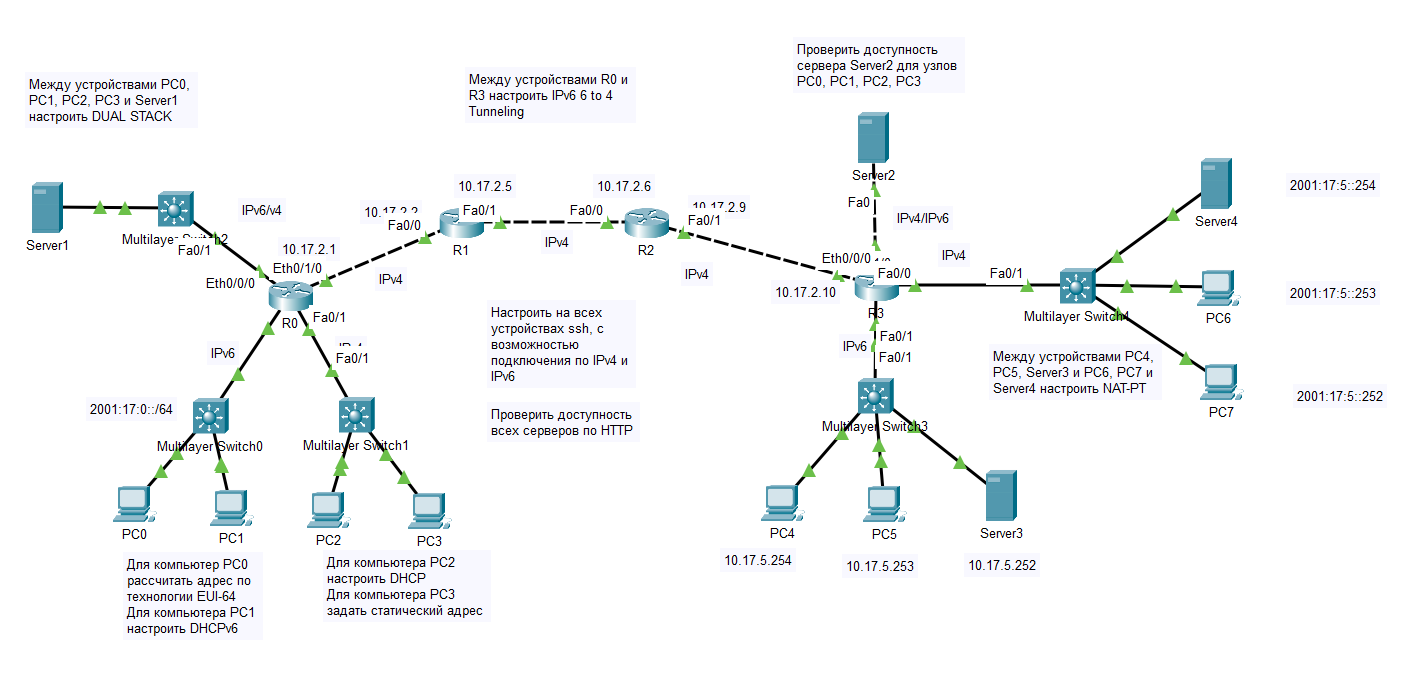 Между устройствами PC0,
PC1, PC2, PC3 и Server1
настроить DUAL STACK
Между устройствами R0 и
R3 настроить IPv6 6 to 4
Tunneling
Проверить доступность
сервера Server2 для узлов
PC0, PC1, PC2, PC3
Server1
Multilayer Switch2
Fa0/1
IPv6/v4
10.17.2.1
Eth0/1/0
Eth0/0/0
R0
Fa0/1
IPv4
10.17.2.2
Fa0/0
10.17.2.5
Fa0/1
R1
IPv4
10.17.2.6
Fa0/0
R2
10.17.2.9
Fa0/1
IPv4
Server2
Fa0
IPv4/IPv6
Eth0/0/0
Fa0/0
10.17.2.10
R3
IPv4
Fa0/1
Multilayer Switch4
Server4
2001:17:5::254
PC6
2001:17:5::253
PC7
2001:17:5::252
IPv6
Fa0/1
Fa0/1
Multilayer Switch3
Настроить на всех
устройствах ssh, с
возможностью
подключения по IPv4 и
IPv6
Проверить доступность
всех серверов по HTTP
Между устройствами PC4,
PC5, Server3 и PC6, PC7 и
Server4 настроить NAT-PT
IPv6
Fa0/1
2001:17:0::/64
Multilayer Switch0
Multilayer Switch1
PC0
PC1
PC2
PC3
PC4
PC5
Server3
10.17.5.254
10.17.5.253
10.17.5.252
Для компьютер PC0
рассчитать адрес по
технологии EUI-64
Для компьютера PC1
настроить DHCPv6
Для компьютера PC2
настроить DHCP
Для компьютера PC3
задать статический адрес